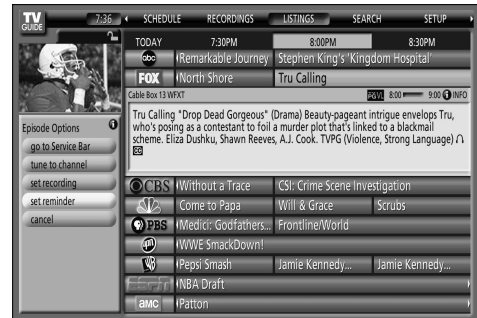 TV GUIDE 7:36 SCHEDULE RECORDINGS LISTINGS SEARCH SETUP
TODAY 7:30PM 8:00PM 8:30PM
abc Remarkable Journey Stephen King's 'Kingdom Hospital'
FOX North Shore Tru Calling
Cable Box 13 WFXT 8:00 9:00 INFO
Tru Calling "Drop Dead Gorgeous" (Drama) Beauty-pageant intrigue envelops Tru,
who's posing as a contestant to foil a murder plot that's linked to a blackmail
scheme. Eliza Dushku, Shawn Reeves, A.J. Cook. TVPG (Violence, Strong Language)
Episode Options
go to Service Bar
tune to channel
set recording
set reminder
cancel
CBS Without a Trace CSI: Crime Scene Investigation
Come to Papa Will & Grace Scrubs
PBS Medici: Godfathers... Frontline/World
upn WWE SmackDown!
WB Pepsi Smash Jamie Kennedy... Jamie Kennedy...
ESPN NBA Draft
amc Patton